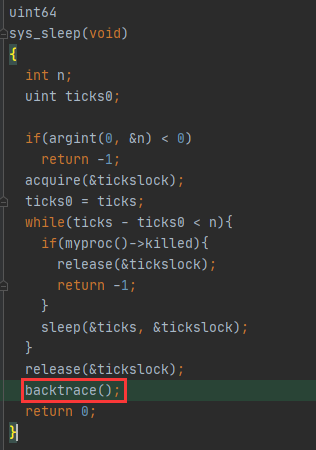 uint64
sys_sleep(void)
{
  int n;
  uint ticks0;

  if(argint(0, &n) < 0)
    return -1;
  acquire(&tickslock);
  ticks0 = ticks;
  while(ticks - ticks0 < n){
    if(myproc()->killed){
      release(&tickslock);
      return -1;
    }
    sleep(&ticks, &tickslock);
  }
  release(&tickslock);
  backtrace();
  return 0;
}